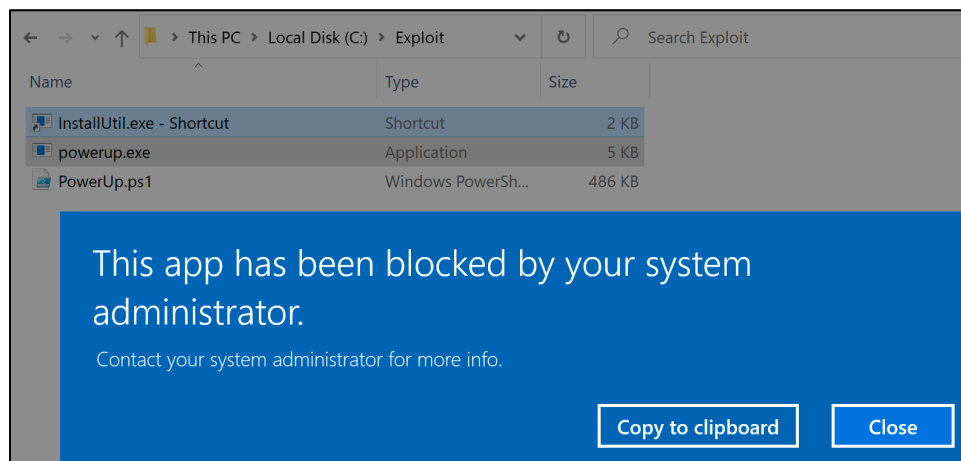 This PC > Local Disk (C:) > Exploit
Search Exploit
Name Type Size
InstallUtil.exe - Shortcut Shortcut 2 KB
powerup.exe Application 5 KB
PowerUp.ps1 Windows PowerSh... 486 KB
This app has been blocked by your system
administrator.
Contact your system administrator for more info.
Copy to clipboard Close